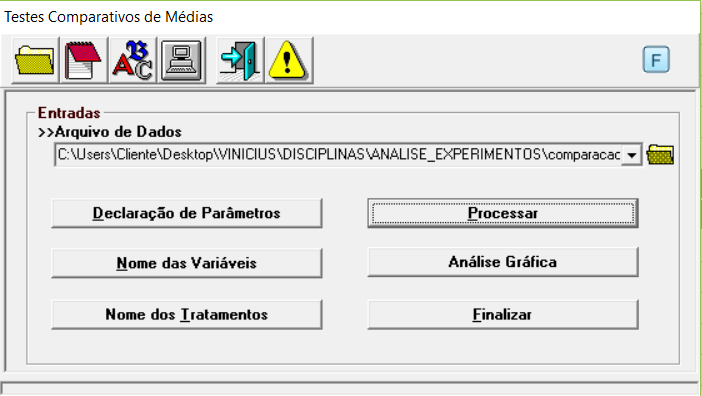 Testes Comparativos de Médias
A B C
F
Entradas
>>Arquivo de Dados
C:\Users\Cliente\Desktop\VINICIUS\DISCIPLINAS\ANALISE_EXPERIMENTOS\comparacac
Declaração de Parâmetros
Processar
Nome das Variáveis
Análise Gráfica
Nome dos Tratamentos
Finalizar